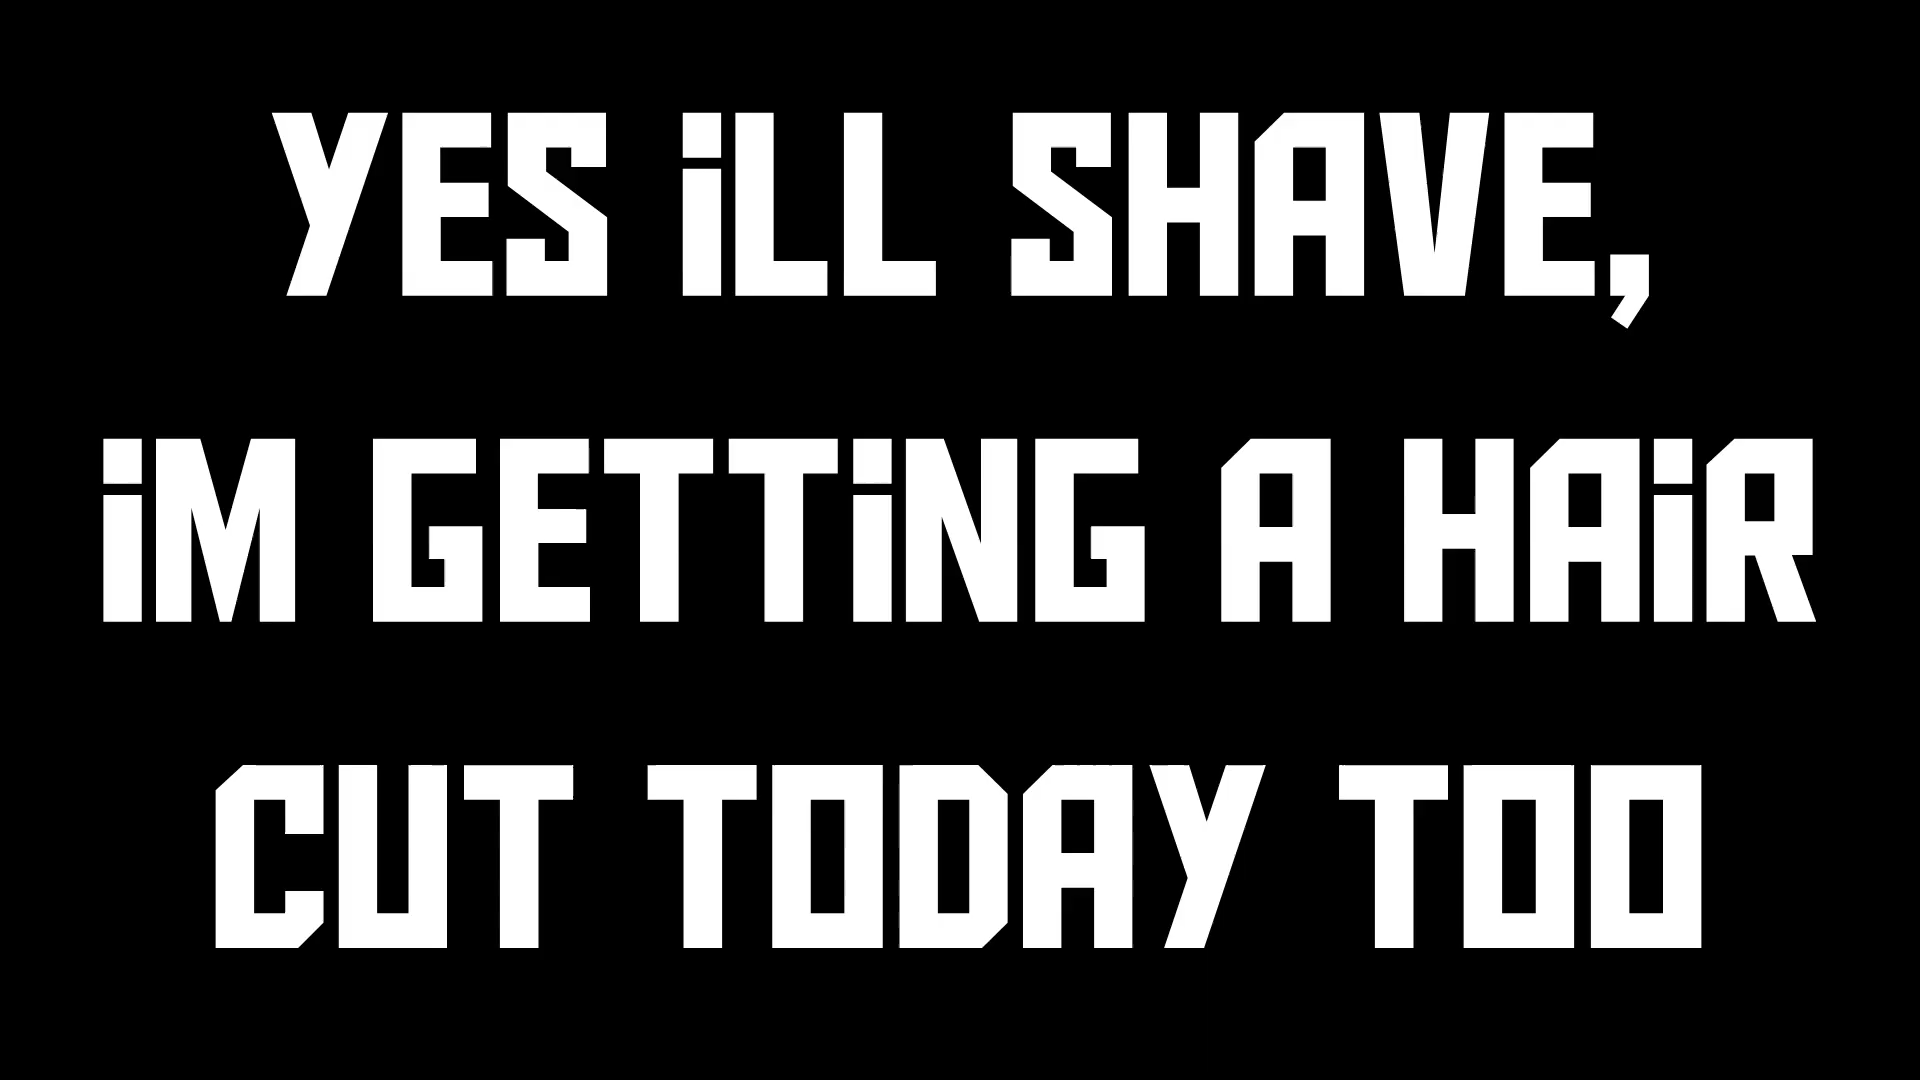 YES iLL SHAVE,
iM GETTiNG A HAiR
CUT TODAY TOO